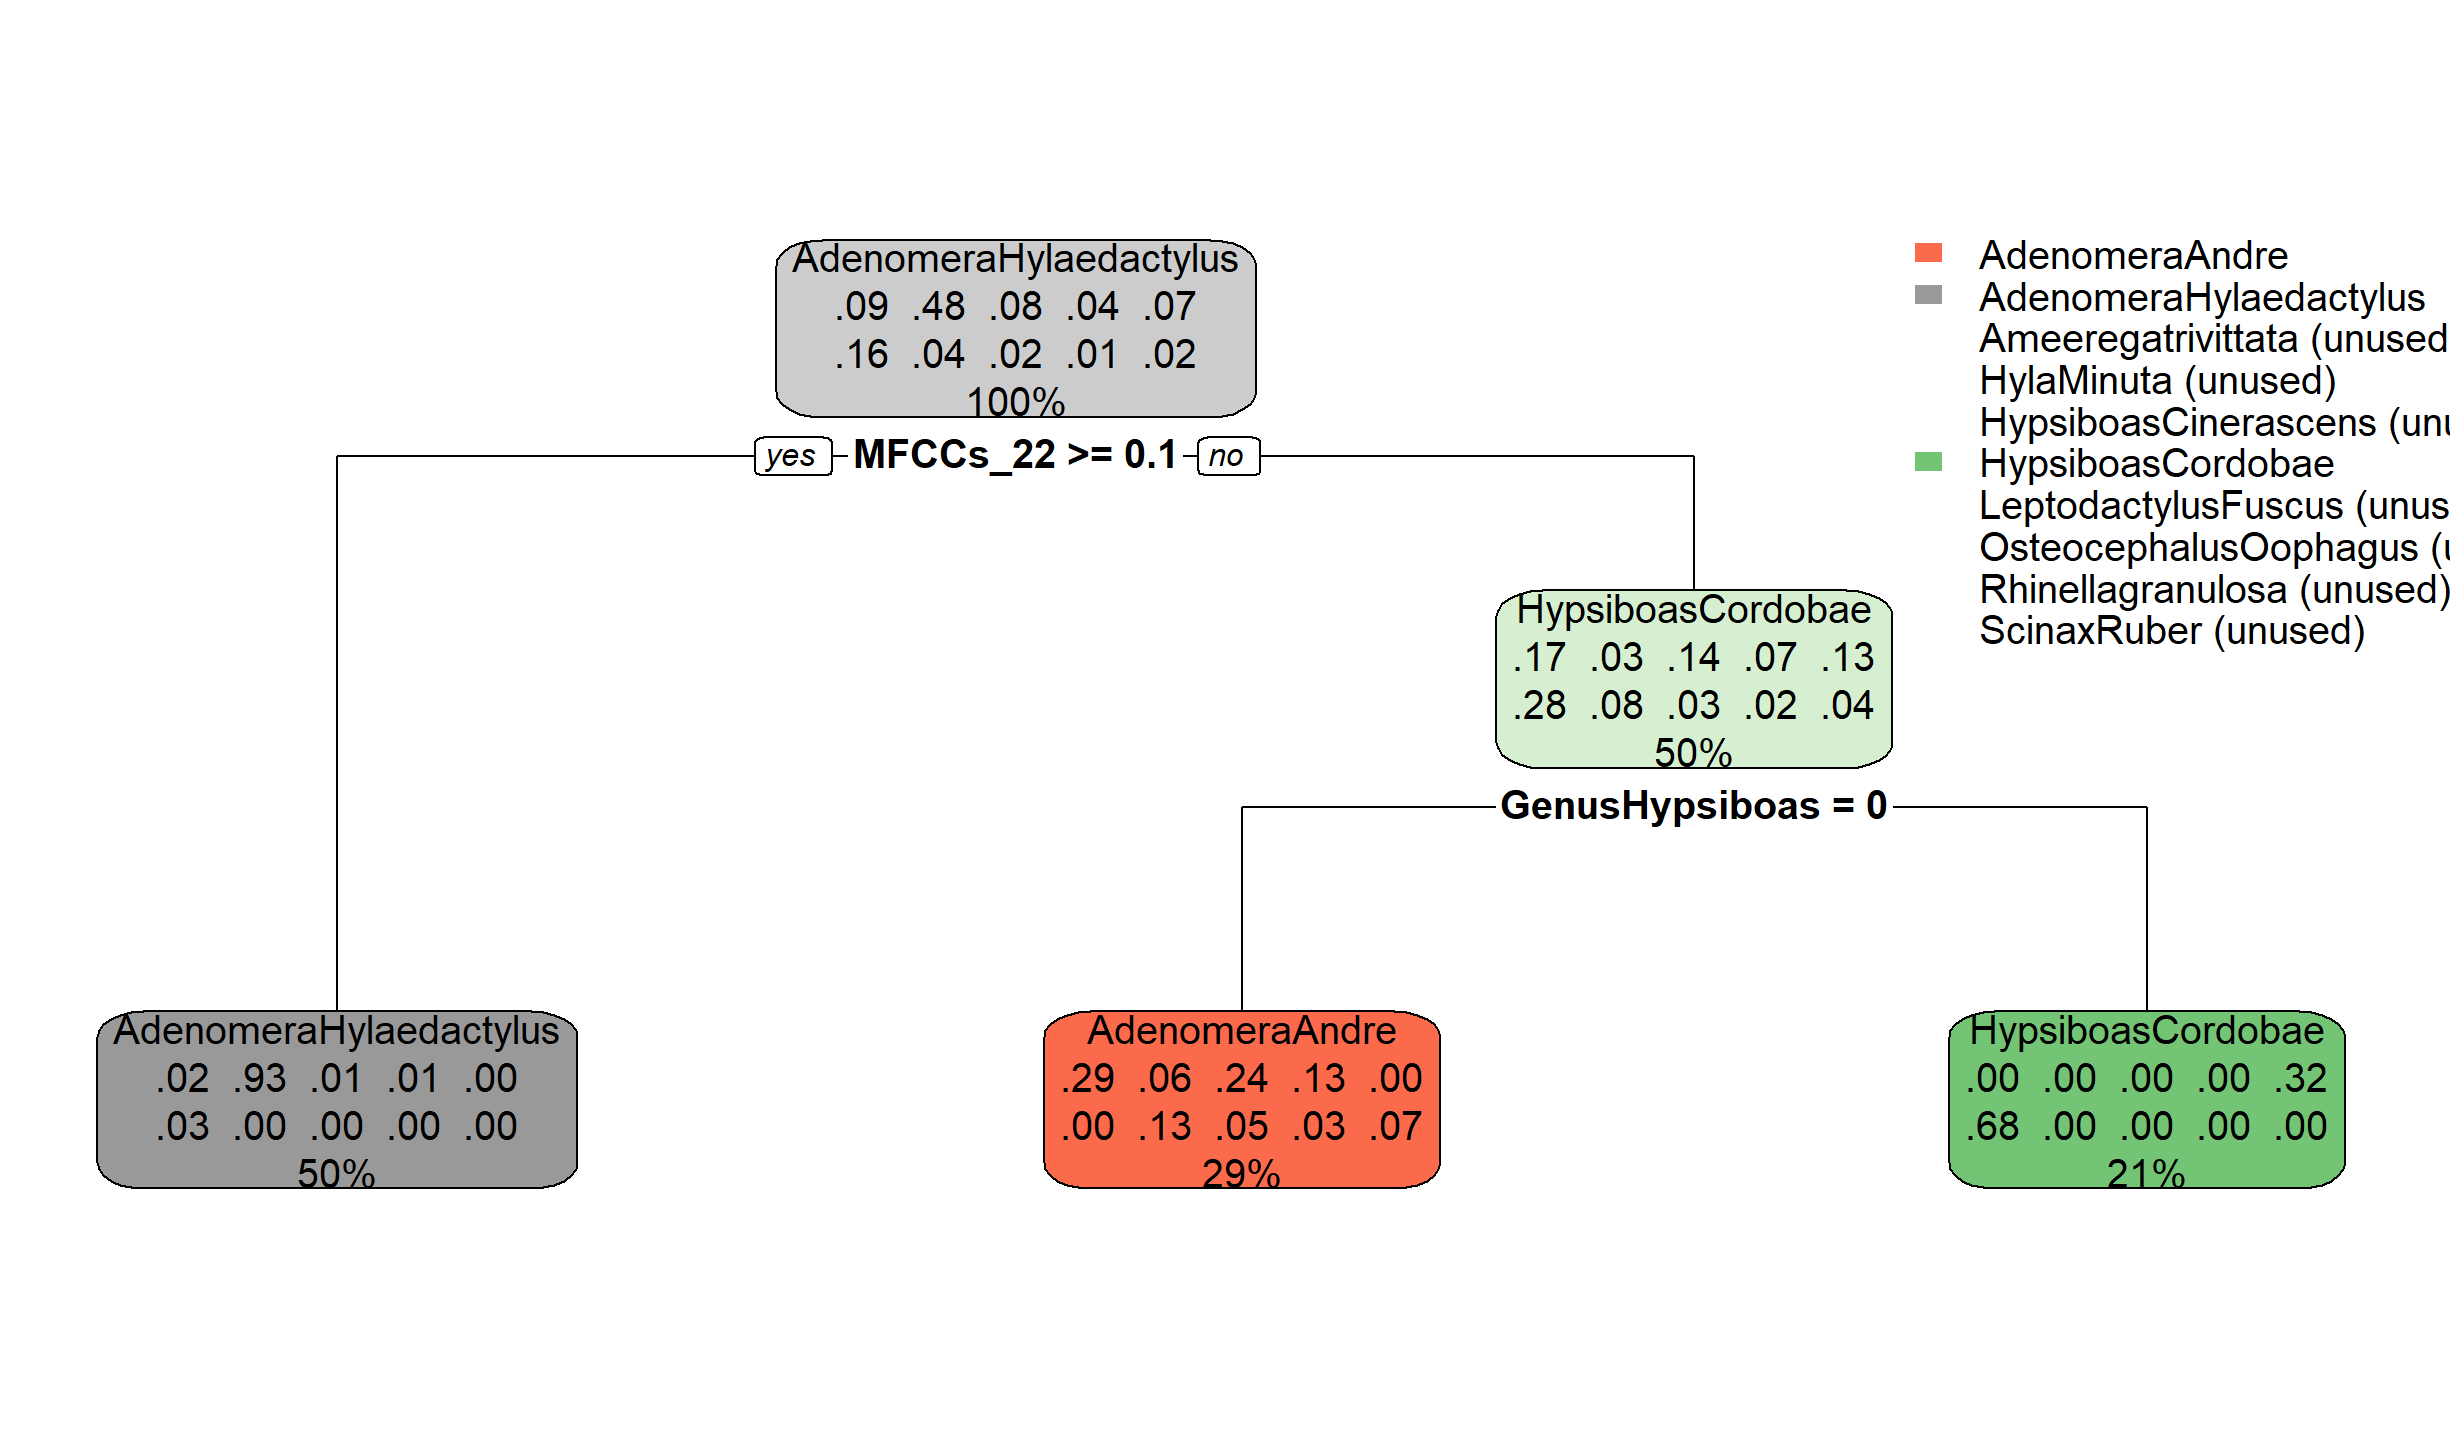 AdenomeraHylaedactylus
.09 .48 .08 .04 .07
.16 .04 .02 .01 .02
100%
yes MFCCs_22 >= 0.1 no
AdenomeraAndre
AdenomeraHylaedactylus
Ameeregatrivittata (unused
HylaMinuta (unused)
HypsiboasCinerascens (unu
HypsiboasCordobae
LeptodactylusFuscus (unus
OsteocephalusOophagus (u
Rhinellagranulosa (unused)
ScinaxRuber (unused)
HypsiboasCordobae
.17 .03 .14 .07 .13
.28 .08 .03 .02 .04
50%
GenusHypsiboas = 0
AdenomeraHylaedactylus
.02 .93 .01 .01 .00
.03 .00 .00 .00 .00
50%
AdenomeraAndre
.29 .06 .24 .13 .00
.00 .13 .05 .03 .07
29%
HypsiboasCordobae
.00 .00 .00 .00 .32
.68 .00 .00 .00 .00
21%